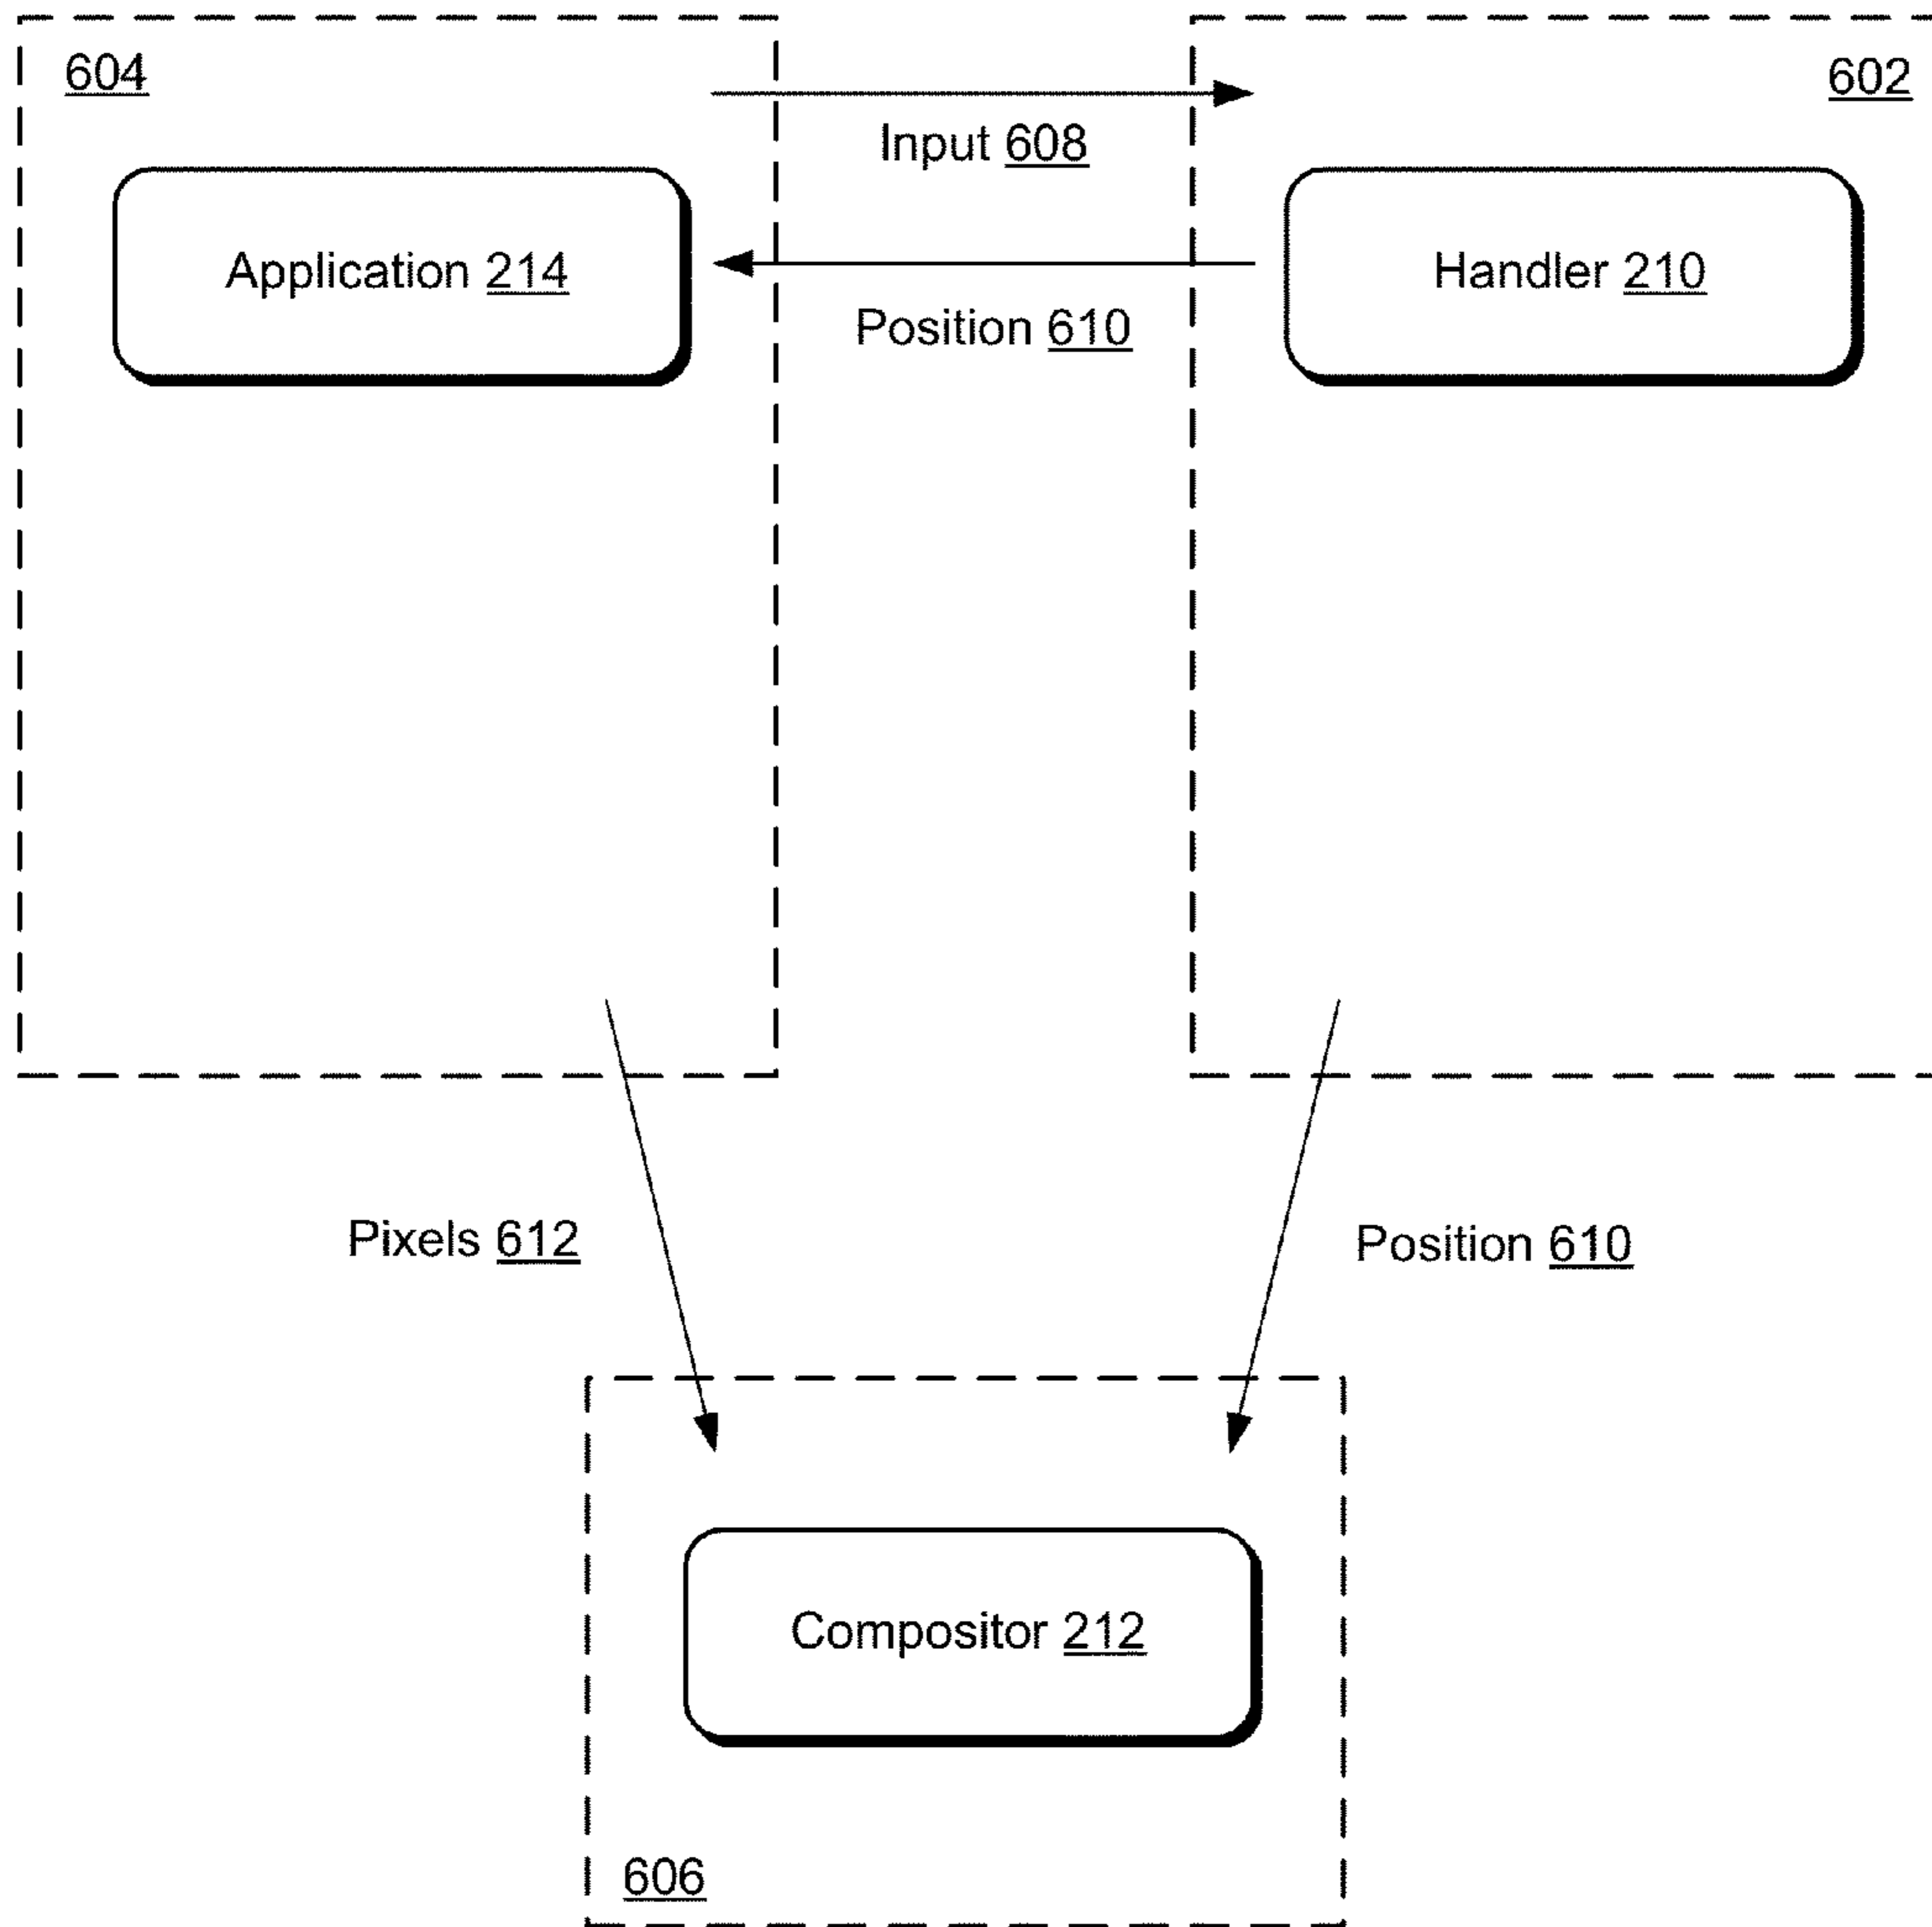 604
602
Input 608
Application 214
Handler 210
Position 610
Pixels 612
Position 610
Compositor 212
606